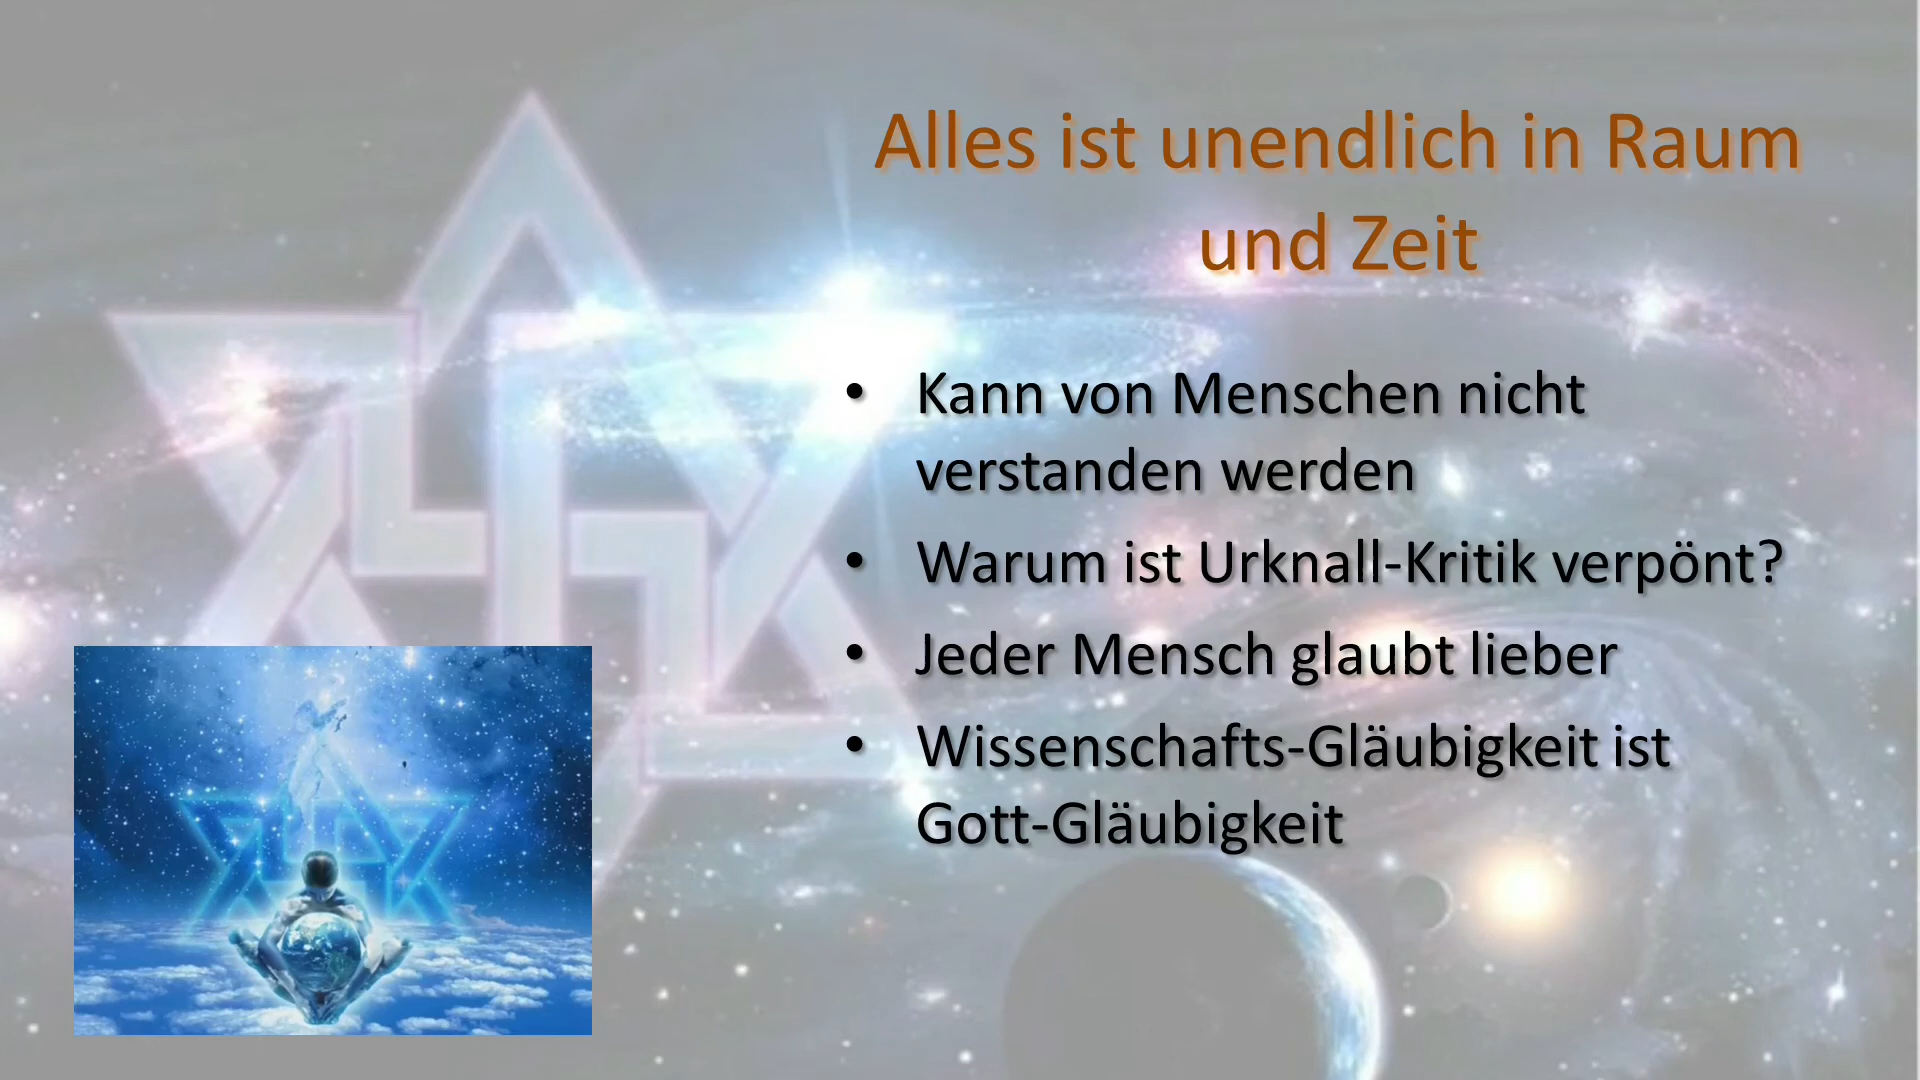 Alles ist unendlich in Raum
und Zeit
• Kann von Menschen nicht
verstanden werden
• Warum ist Urknall-Kritik verpönt?
• Jeder Mensch glaubt lieber
• Wissenschafts-Gläubigkeit ist
Gott-Gläubigkeit